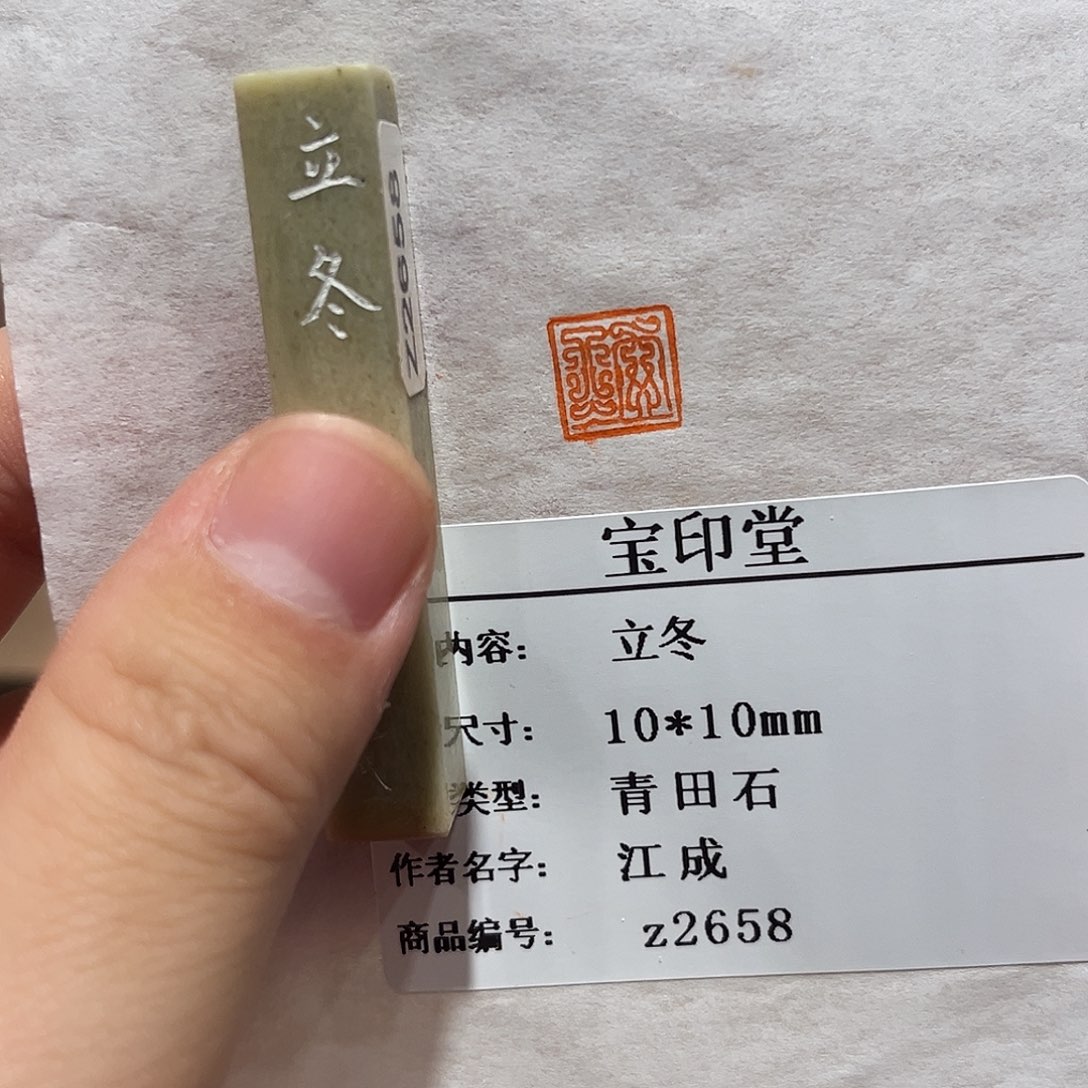 立冬
z2658
宝印堂
内容： 立冬
尺寸： 10*10mm
类型： 青田石
作者名字： 江成
商品编号： z2658